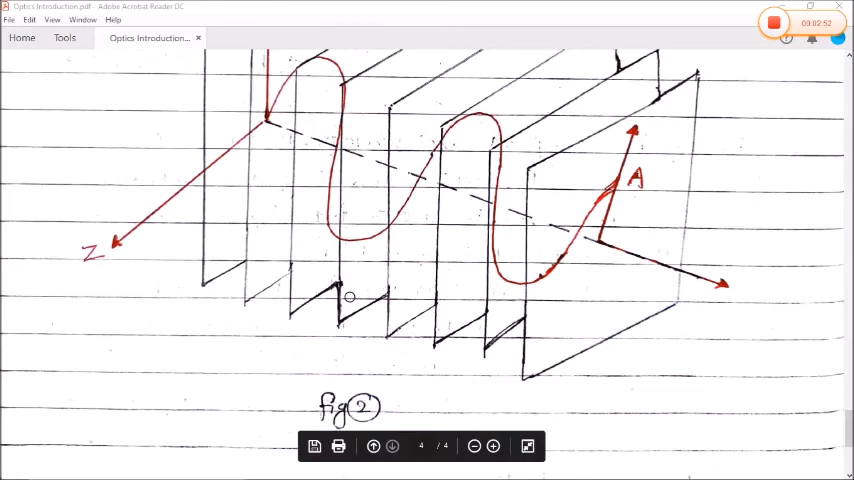 Optics Introduction.pdf - Adobe Acrobat Reader DC
File Edit View Window Help
00:02:52
Home Tools Optics Introduction... ×
A
Z
fig 2
4 / 4